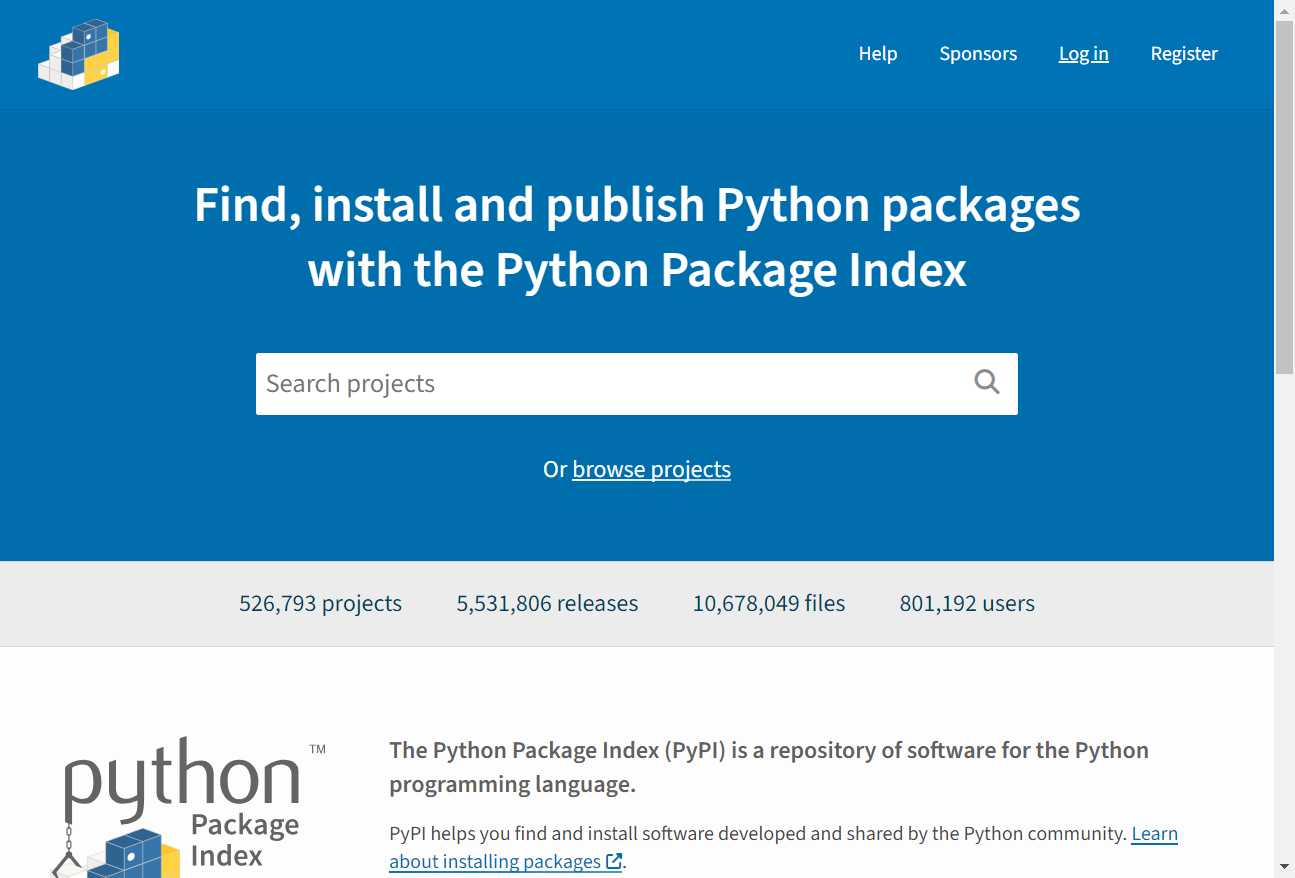 Help Sponsors Log in Register
Find, install and publish Python packages
with the Python Package Index
Search projects
Or browse projects
526,793 projects 5,531,806 releases 10,678,049 files 801,192 users
python ™
Package
Index
The Python Package Index (PyPI) is a repository of software for the Python
programming language.
PyPI helps you find and install software developed and shared by the Python community. Learn
about installing packages.